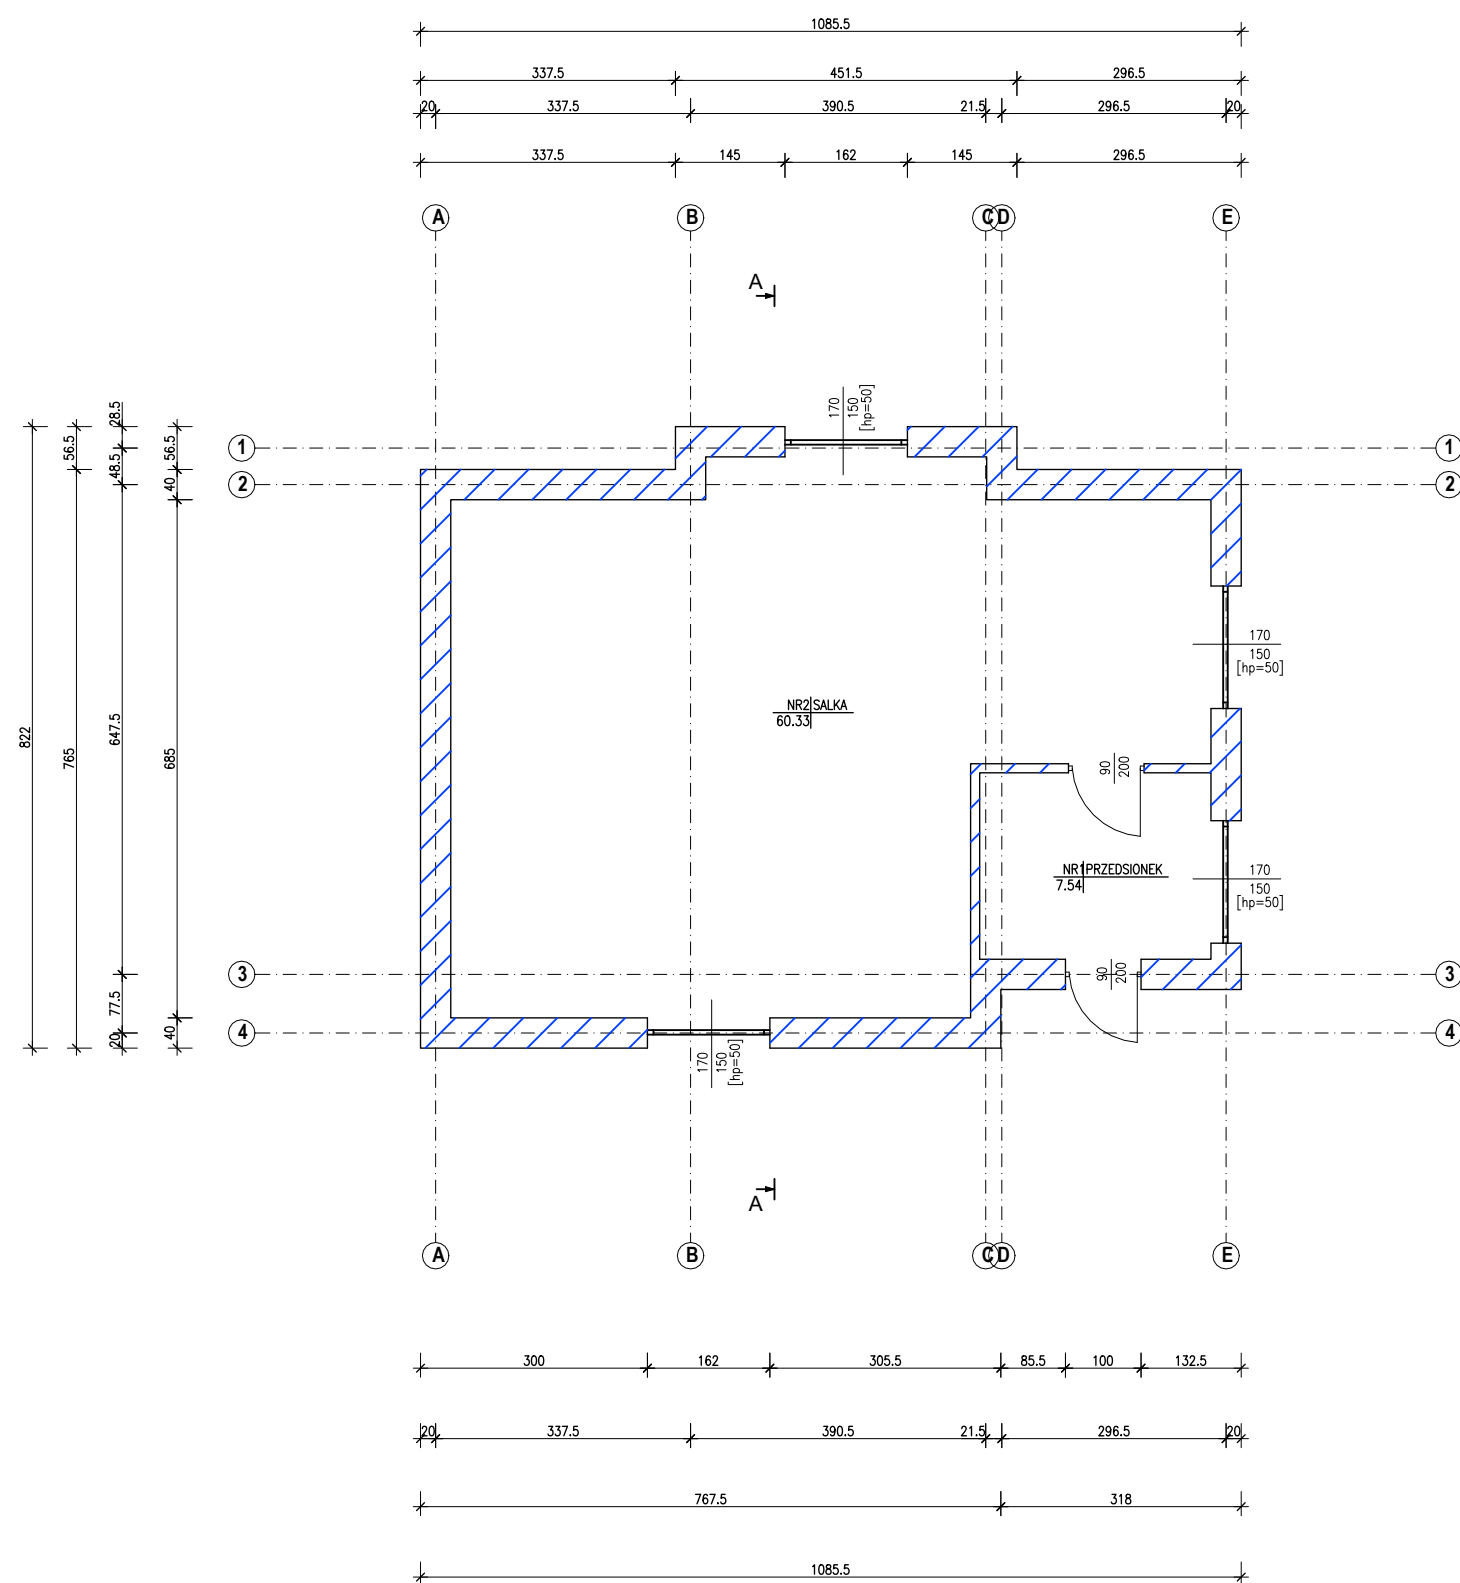 1085.5
337.5 451.5 296.5
20 337.5 390.5 21.5 296.5 20
337.5 145 162 145 296.5
A B C D E
A
170
150
[hp=50]
28.5
56.5
48.5
56.5
40
1 1
2 2
170
150
[hp=50]
822
765
647.5
685
NR2 SALKA
60.33
90
200
NR1 PRZEDSIONEK
7.54
170
150
[hp=50]
90
200
3 3
77.5
20
40
4 4
170
150
[hp=50]
A
A B C D E
300 162 305.5 85.5 100 132.5
20 337.5 390.5 21.5 296.5 20
767.5 318
1085.5